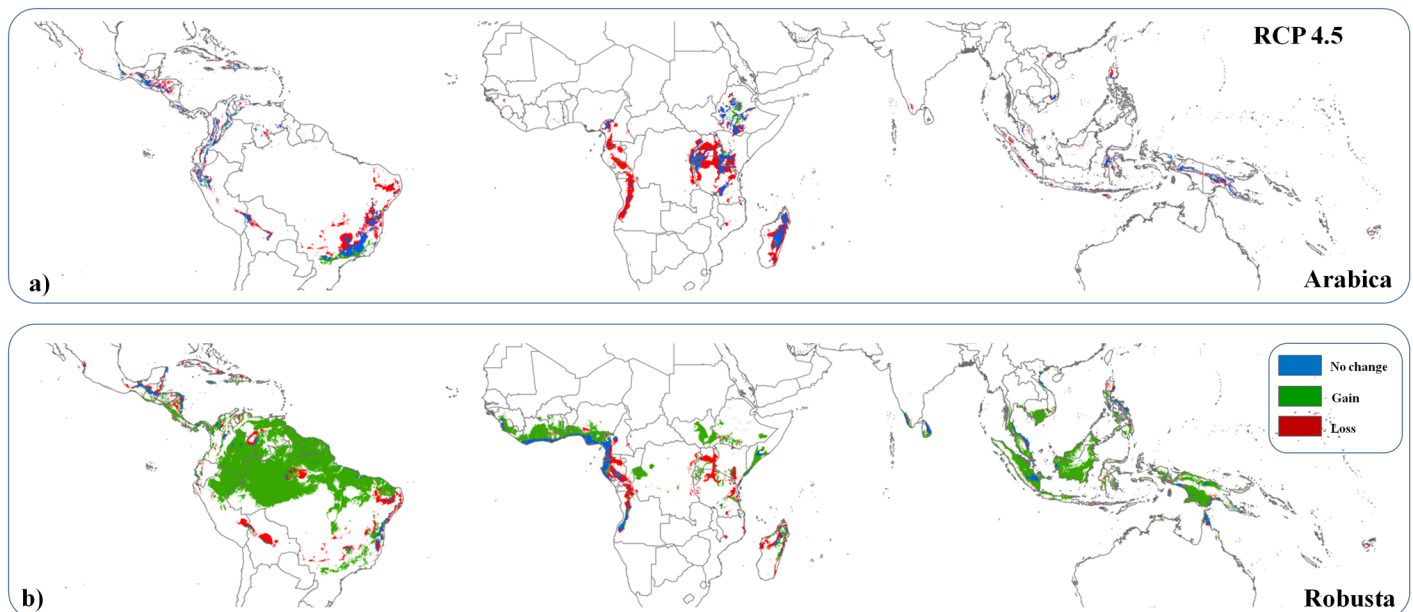 RCP 4.5
a)
Arabica
No change
Gain
Loss
b)
Robusta